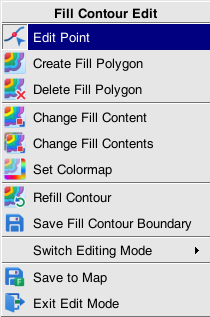 Fill Contour Edit
Edit Point
Create Fill Polygon
Delete Fill Polygon
Change Fill Content
Change Fill Contents
Set Colormap
Refill Contour
Save Fill Contour Boundary
Switch Editing Mode
Save to Map
Exit Edit Mode